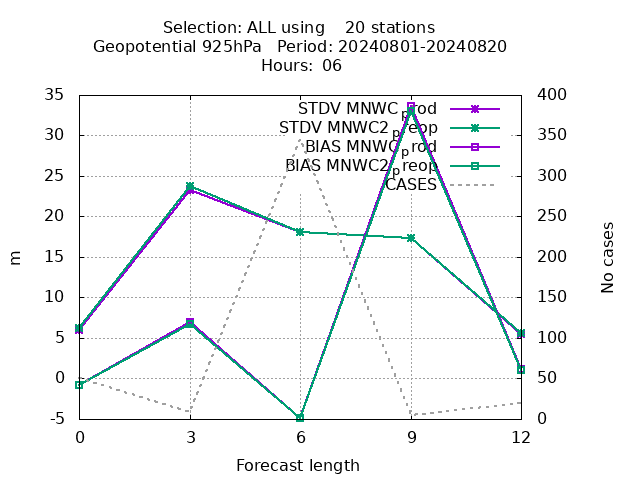 Selection: ALL using    20 stations
Geopotential 925hPa   Period: 20240801-20240820
Hours: 06
35
30
25
20
15
10
5
0
-5
m
STDV MNWC_prod
STDV MNWC2_preop
BIAS MNWC_prod
BIAS MNWC2_preop
CASES
400
350
300
250
200
150
100
50
0
No cases
0 3 6 9 12
Forecast length